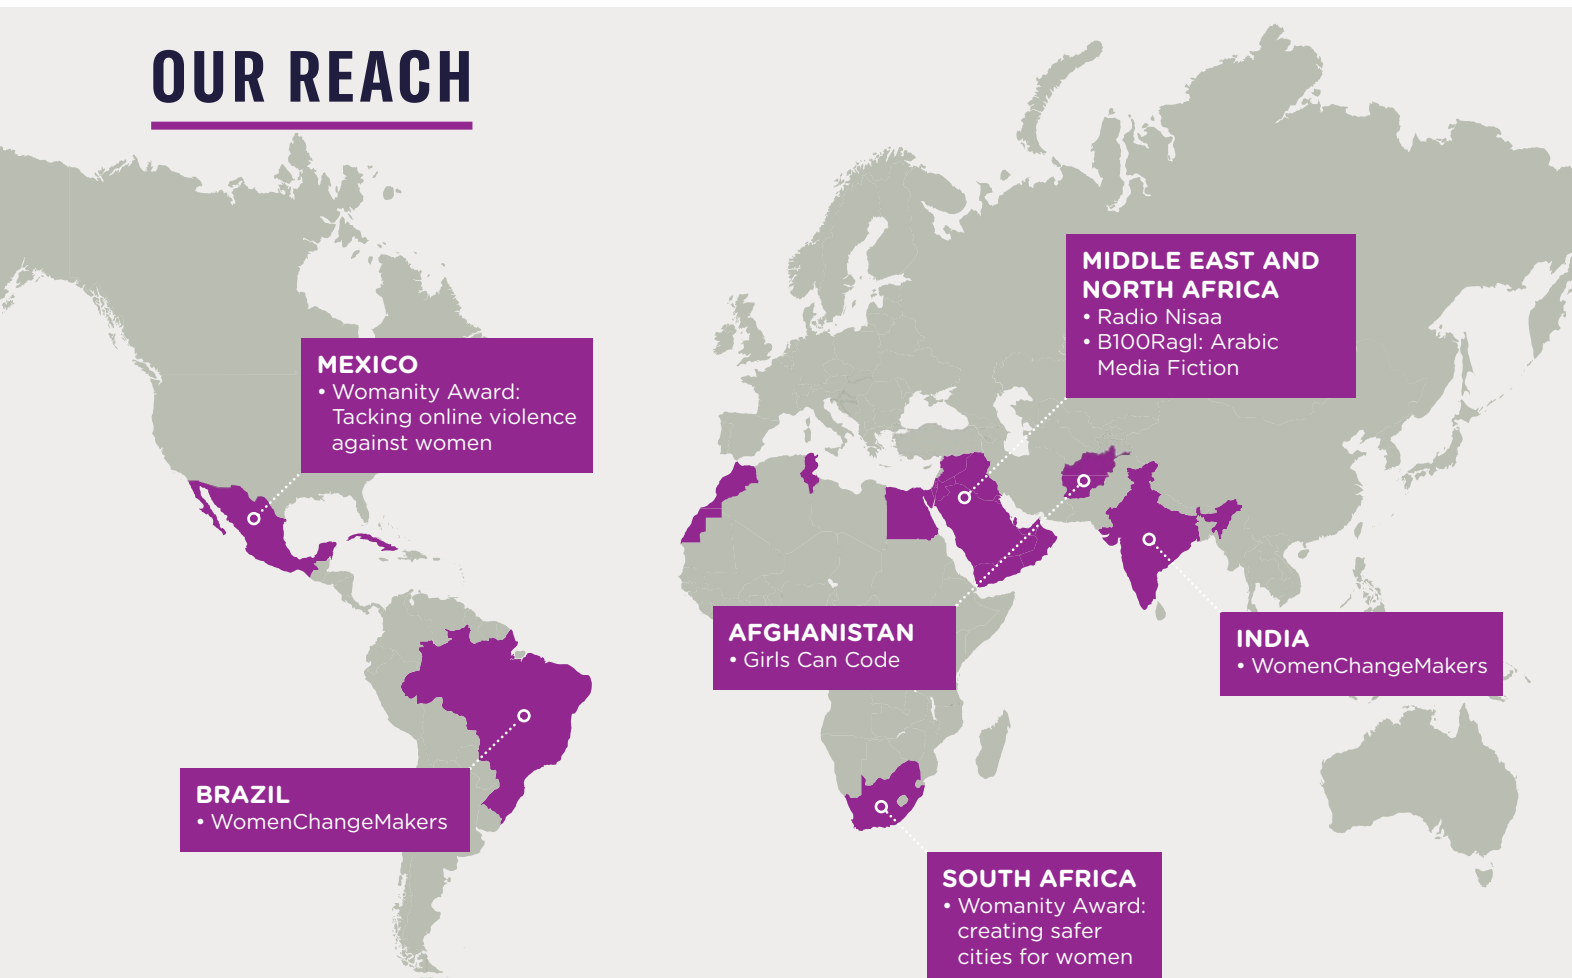 OUR REACH
MIDDLE EAST AND
NORTH AFRICA
• Radio Nisaa
• B100Ragl: Arabic
Media Fiction
MEXICO
• Womanity Award:
Tacking online violence
against women
AFGHANISTAN
• Girls Can Code
INDIA
• WomenChangeMakers
BRAZIL
• WomenChangeMakers
SOUTH AFRICA
• Womanity Award:
creating safer
cities for women